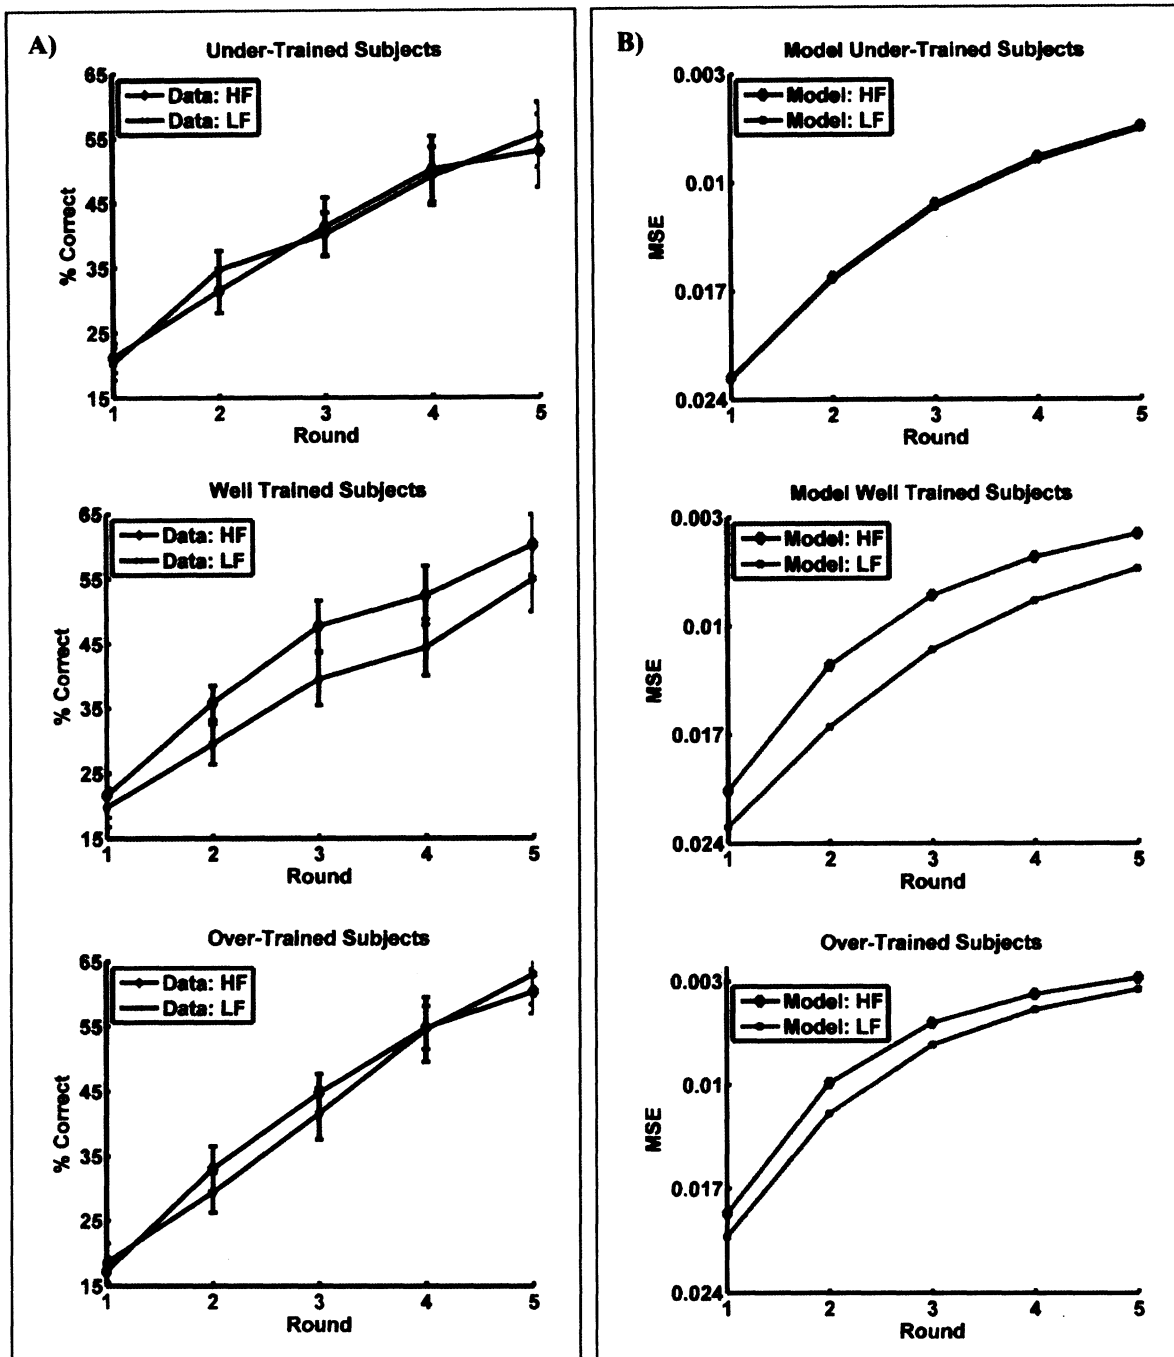 A)
Under-Trained Subjects
65
55
45
35
25
15
% Correct
Data: HF
Data: LF
1 2 3 4 5
Round
Well Trained Subjects
65
55
45
35
25
15
% Correct
Data: HF
Data: LF
1 2 3 4 5
Round
Over-Trained Subjects
65
55
45
35
25
15
% Correct
Data: HF
Data: LF
1 2 3 4 5
Round
B)
Model Under-Trained Subjects
0.003
0.01
0.017
0.024
MSE
Model: HF
Model: LF
1 2 3 4 5
Round
Model Well Trained Subjects
0.003
0.01
0.017
0.024
MSE
Model: HF
Model: LF
1 2 3 4 5
Round
Over-Trained Subjects
0.003
0.01
0.017
0.024
MSE
Model: HF
Model: LF
1 2 3 4 5
Round